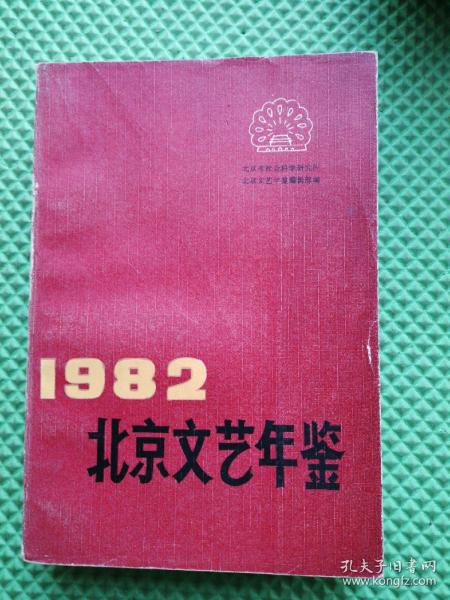 北京市社会科学研究所
北京文艺年鉴编辑部编
1982
北京文艺年鉴
孔夫子旧书网
www.kongfz.com